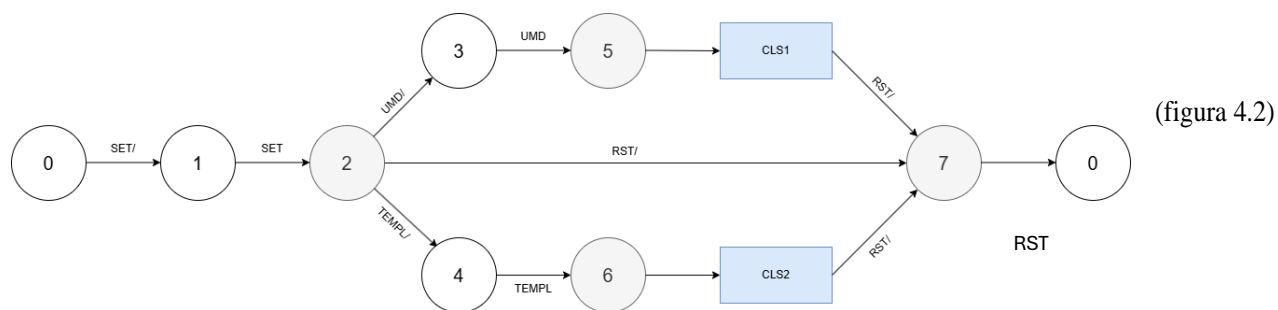 3
UMD
5
CLS1
UMD/
RST/
(figura 4.2)
0
SET/
1
SET
2
RST/
7
0
TEMPL/
RST/
RST
4
TEMPL
6
CLS2